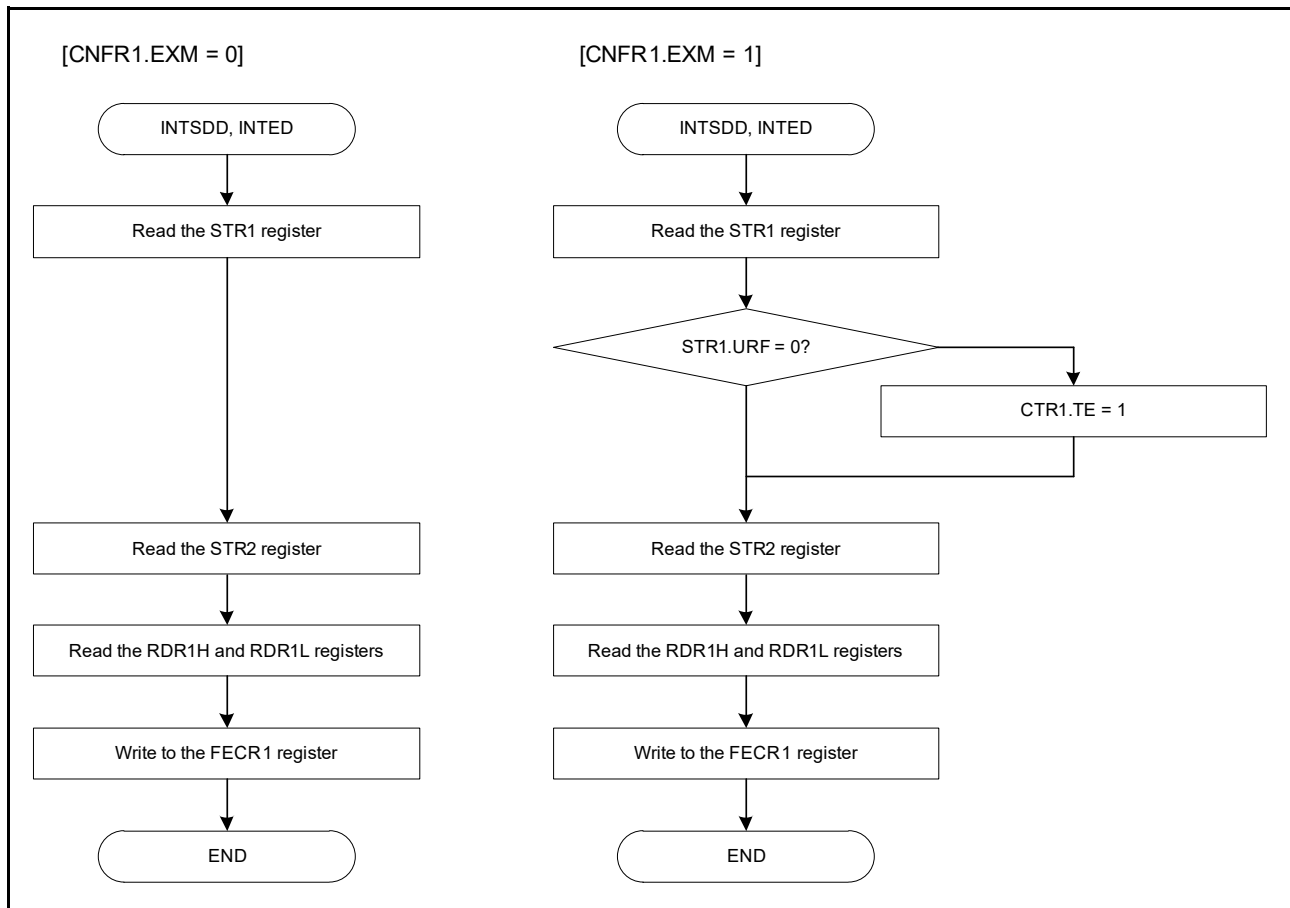 [CNFR1.EXM = 0]
INTSDD, INTED
Read the STR1 register
Read the STR2 register
Read the RDR1H and RDR1L registers
Write to the FECR1 register
END
[CNFR1.EXM = 1]
INTSDD, INTED
Read the STR1 register
STR1.URF = 0?
CTR1.TE = 1
Read the STR2 register
Read the RDR1H and RDR1L registers
Write to the FECR1 register
END